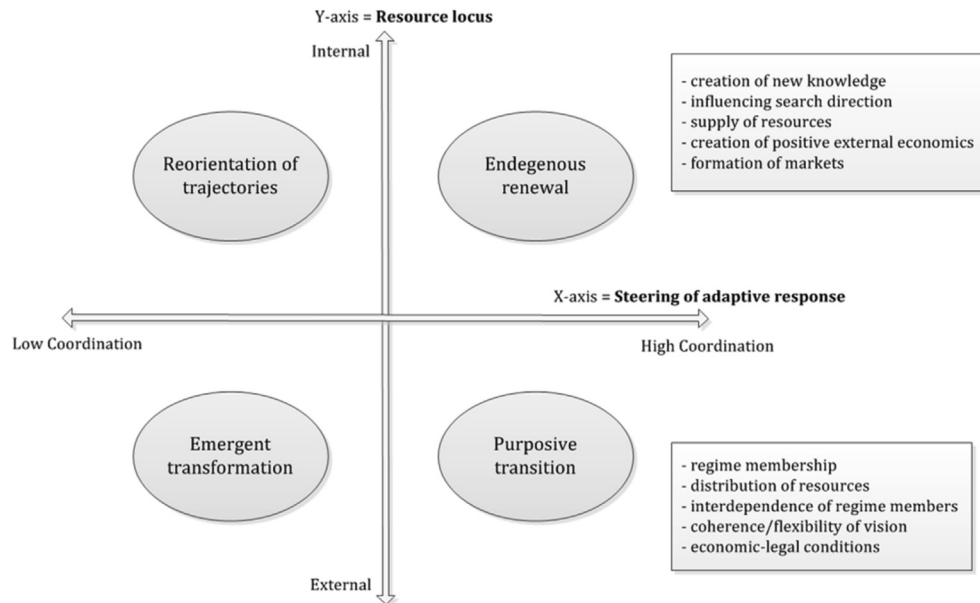 Y-axis = Resource locus
Internal
- creation of new knowledge
- influencing search direction
- supply of resources
- creation of positive external economics
- formation of markets
Reorientation of
trajectories
Endegenous
renewal
X-axis = Steering of adaptive response
Low Coordination
High Coordination
Emergent
transformation
Purposive
transition
- regime membership
- distribution of resources
- interdependence of regime members
- coherence/flexibility of vision
- economic-legal conditions
External